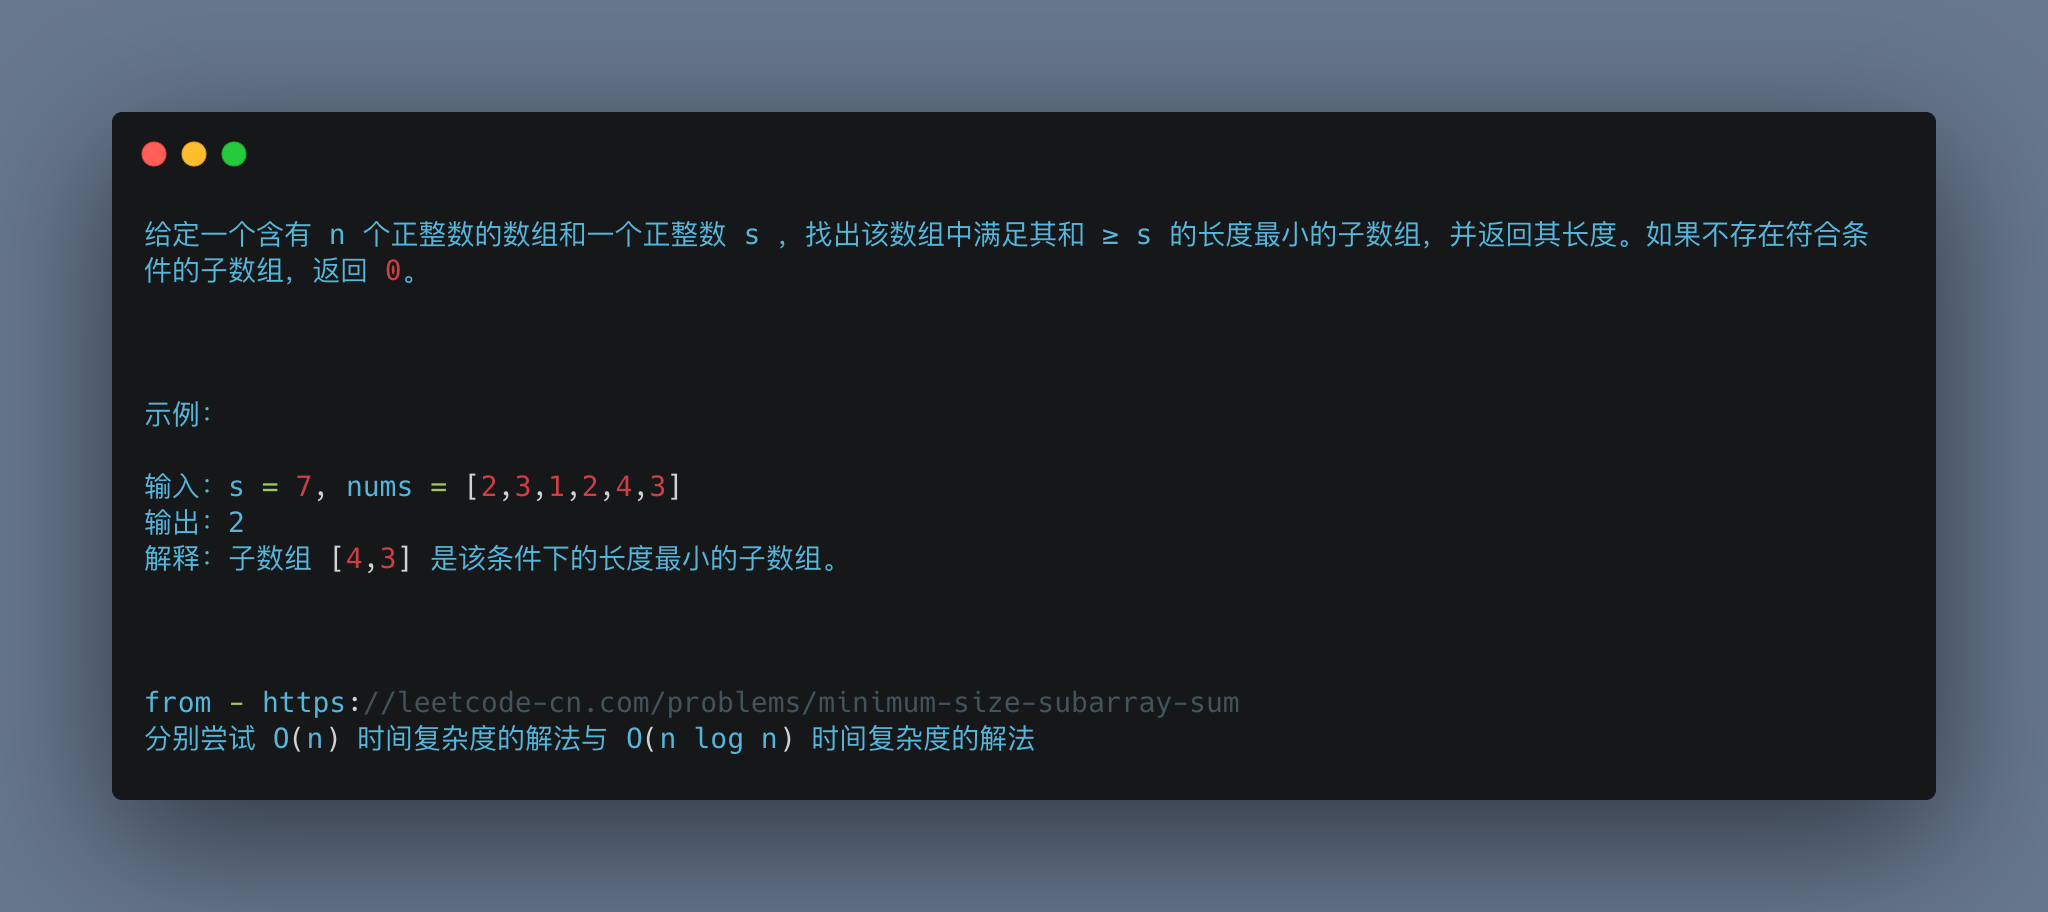 给定一个含有 n 个正整数的数组和一个正整数 s ，找出该数组中满足其和 ≥ s 的长度最小的子数组，并返回其长度。如果不存在符合条
件的子数组，返回 0。
示例：
输入：s = 7, nums = [2,3,1,2,4,3]
输出：2
解释：子数组 [4,3] 是该条件下的长度最小的子数组。
from - https://leetcode-cn.com/problems/minimum-size-subarray-sum
分别尝试 O(n) 时间复杂度的解法与 O(n log n) 时间复杂度的解法